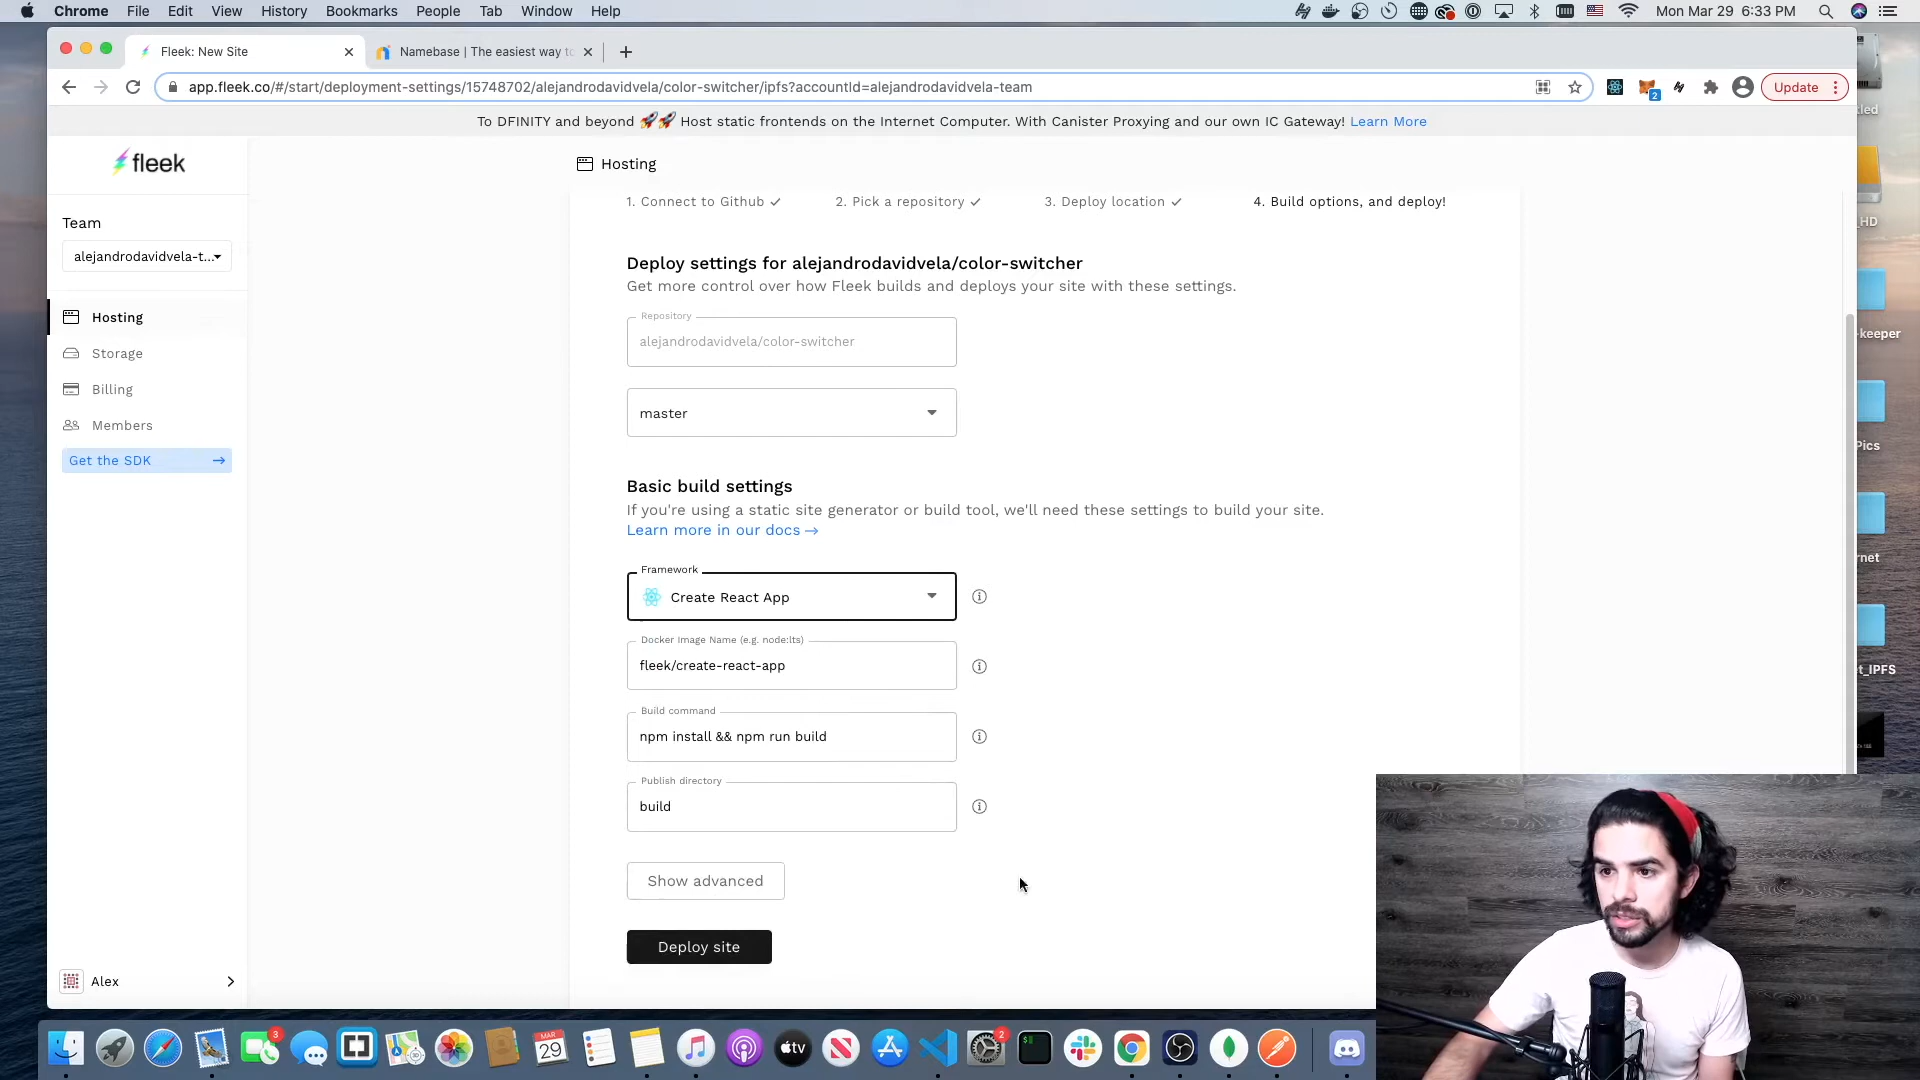 Chrome File Edit View History Bookmarks People Tab Window Help
Mon Mar 29 6:33 PM
Fleek: New Site
Namebase | The easiest way to
app.fleek.co/#/start/deployment-settings/15748702/alejandrodavidvela/color-switcher/ipfs?accountId=alejandrodavidvela-team
2
Update
To DFINITY and beyond 🚀🚀 Host static frontends on the Internet Computer. With Canister Proxying and our own IC Gateway! Learn More
fleek
Hosting
1. Connect to Github ✓ 2. Pick a repository ✓ 3. Deploy location ✓ 4. Build options, and deploy!
Team
alejandrodavidvela-t...
Hosting
Storage
Billing
Members
Get the SDK →
Alex
Deploy settings for alejandrodavidvela/color-switcher
Get more control over how Fleek builds and deploys your site with these settings.
Repository
alejandrodavidvela/color-switcher
master
Basic build settings
If you're using a static site generator or build tool, we'll need these settings to build your site.
Learn more in our docs →
Framework
Create React App
Docker Image Name (e.g. node:lts)
fleek/create-react-app
Build command
npm install && npm run build
Publish directory
build
Show advanced
Deploy site
_HD
-keeper
Pics
rnet
t_IPFS
3
MAR
29
tv
2
$